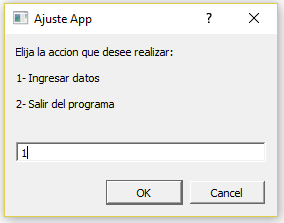 Ajuste App
?
Elija la accion que desee realizar:
1- Ingresar datos
2- Salir del programa
1
OK Cancel